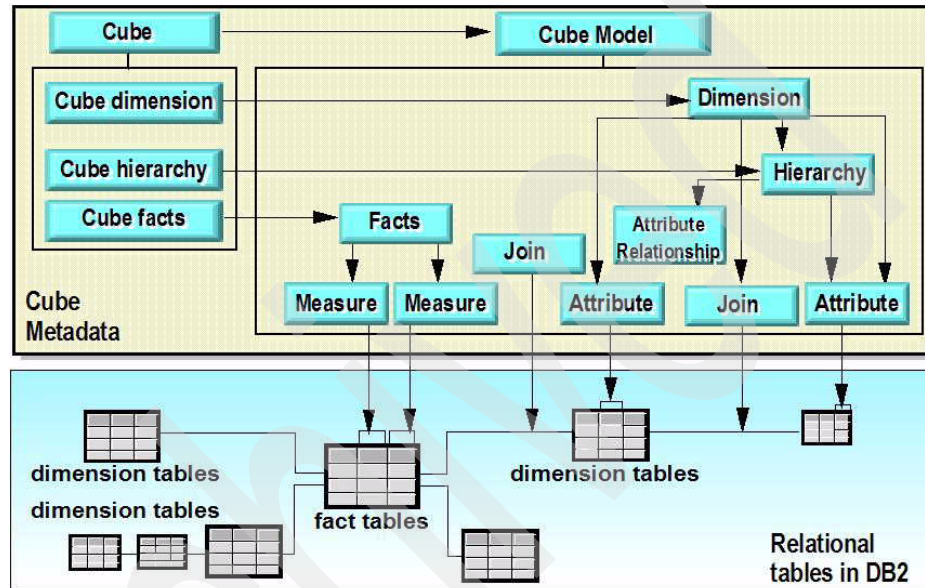 Cube
Cube Model
Cube dimension
Dimension
Cube hierarchy
Hierarchy
Cube facts
Facts
Attribute
Relationship
Join
Measure
Measure
Attribute
Join
Attribute
Cube
Metadata
dimension tables
dimension tables
dimension tables
fact tables
Relational
tables in DB2